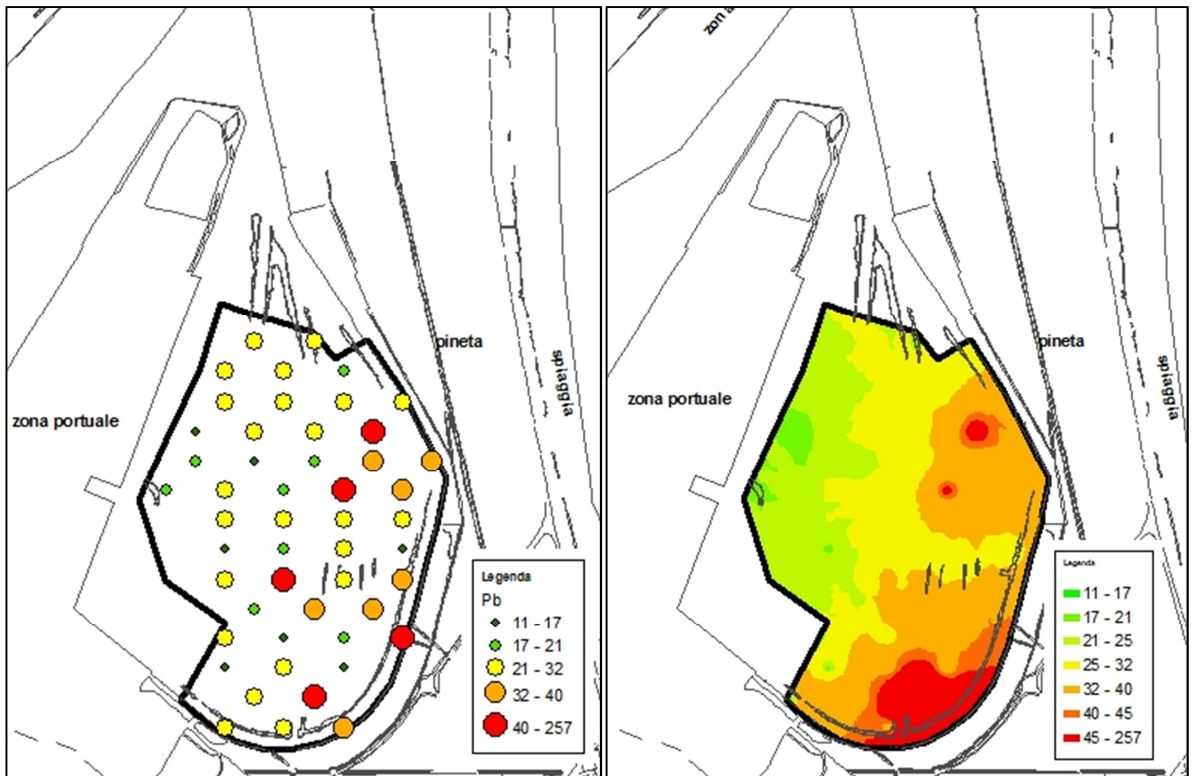 pineta
spiaggia
zona portuale
Legenda
Pb
11 - 17
17 - 21
21 - 32
32 - 40
40 - 257
pineta
spiaggia
zona portuale
Legenda
11 - 17
17 - 21
21 - 25
25 - 32
32 - 40
40 - 45
45 - 257